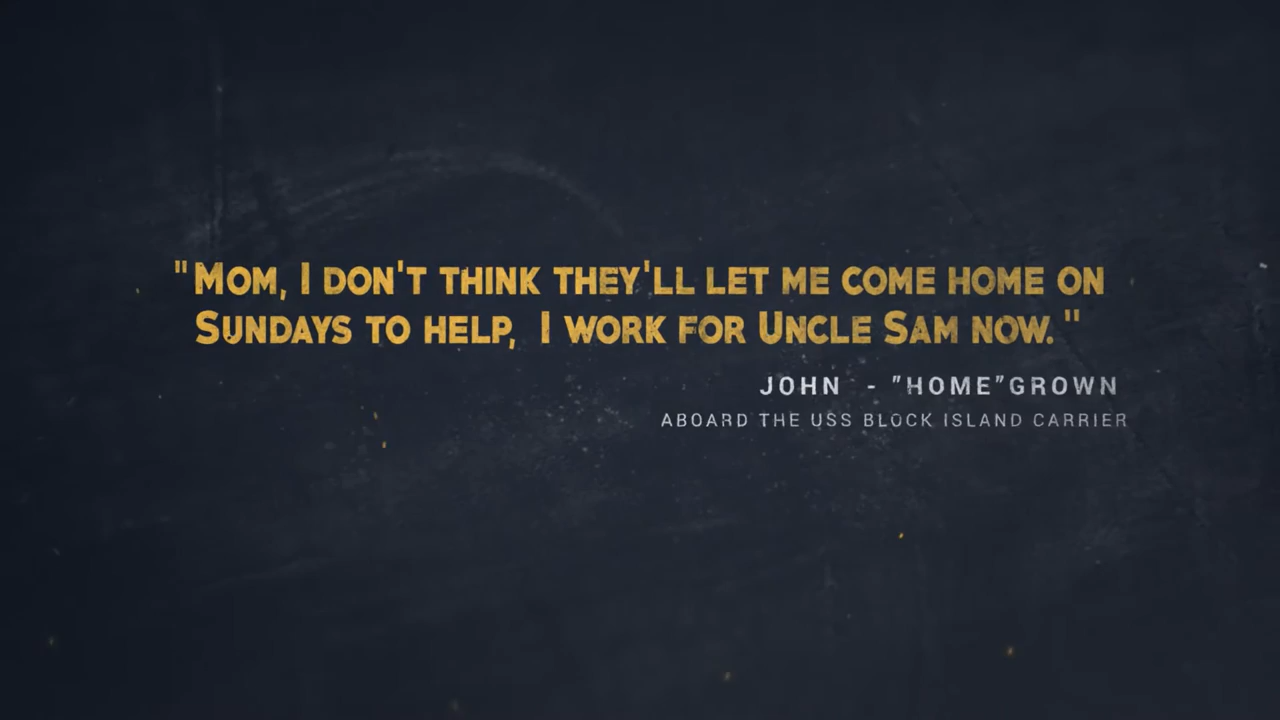 "Mom, I don't think they'll let me come home on
Sundays to help, I work for Uncle Sam now."
JOHN - "HOME"GROWN
ABOARD THE USS BLOCK ISLAND CARRIER